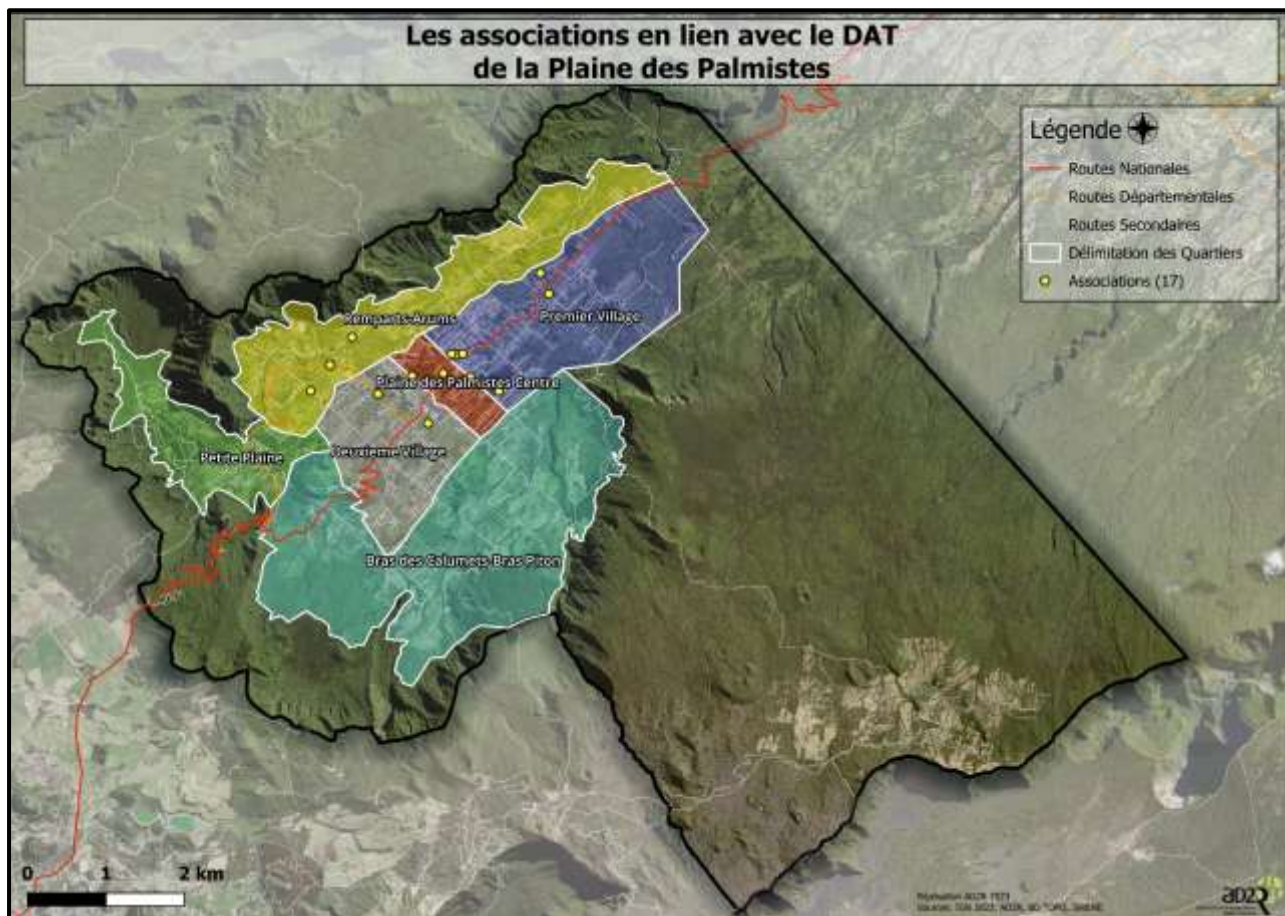 Les associations en lien avec le DAT
de la Plaine des Palmistes
Légende
Routes Nationales
Routes Départementales
Routes Secondaires
Délimitation des Quartiers
Associations (17)
Remparts-Arums
Premier Village
Plaine des Palmistes Centre
Deuxieme Village
Petite Plaine
Bras des Calumets Bras Piton
0 1 2 km
AD2R